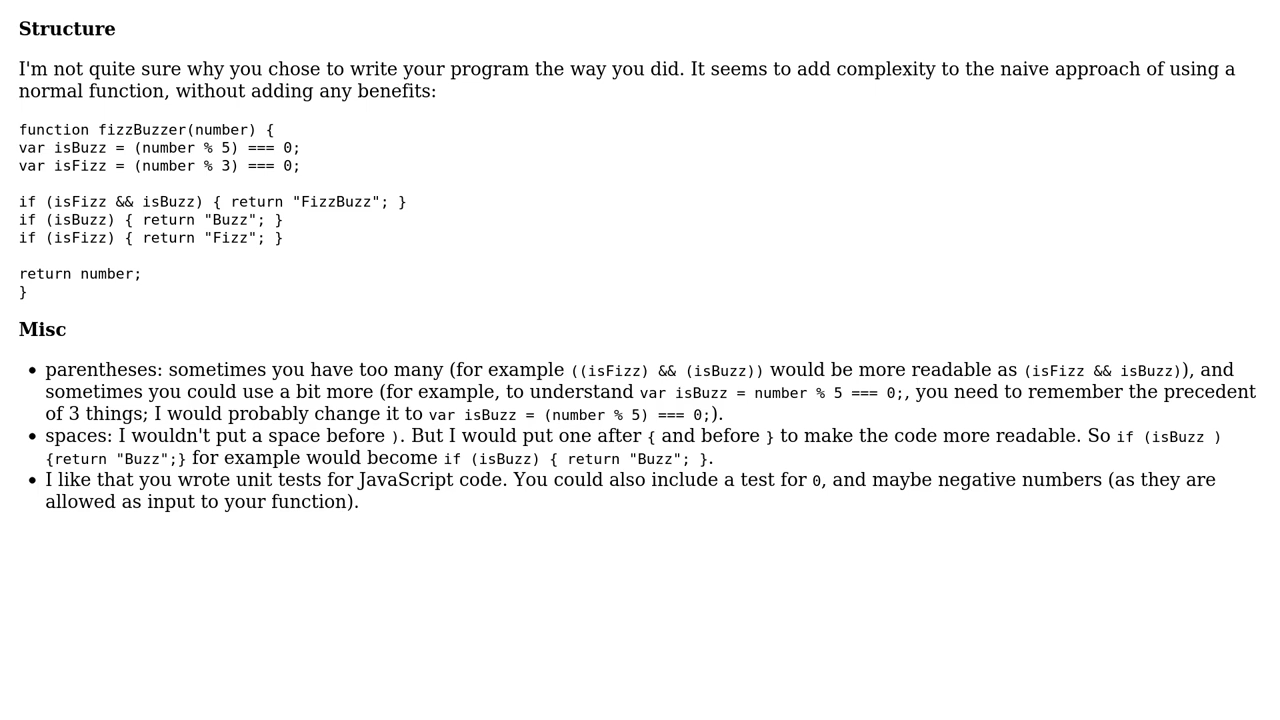 Structure
I'm not quite sure why you chose to write your program the way you did. It seems to add complexity to the naive approach of using a
normal function, without adding any benefits:
function fizzBuzzer(number) {
var isBuzz = (number % 5) === 0;
var isFizz = (number % 3) === 0;
if (isFizz && isBuzz) { return "FizzBuzz"; }
if (isBuzz) { return "Buzz"; }
if (isFizz) { return "Fizz"; }
return number;
}
Misc
• parentheses: sometimes you have too many (for example ((isFizz) && (isBuzz)) would be more readable as (isFizz && isBuzz)), and
sometimes you could use a bit more (for example, to understand var isBuzz = number % 5 === 0;, you need to remember the precedent
of 3 things; I would probably change it to var isBuzz = (number % 5) === 0;).
• spaces: I wouldn't put a space before ). But I would put one after { and before } to make the code more readable. So if (isBuzz )
{return "Buzz";} for example would become if (isBuzz) { return "Buzz"; }.
• I like that you wrote unit tests for JavaScript code. You could also include a test for 0, and maybe negative numbers (as they are
allowed as input to your function).